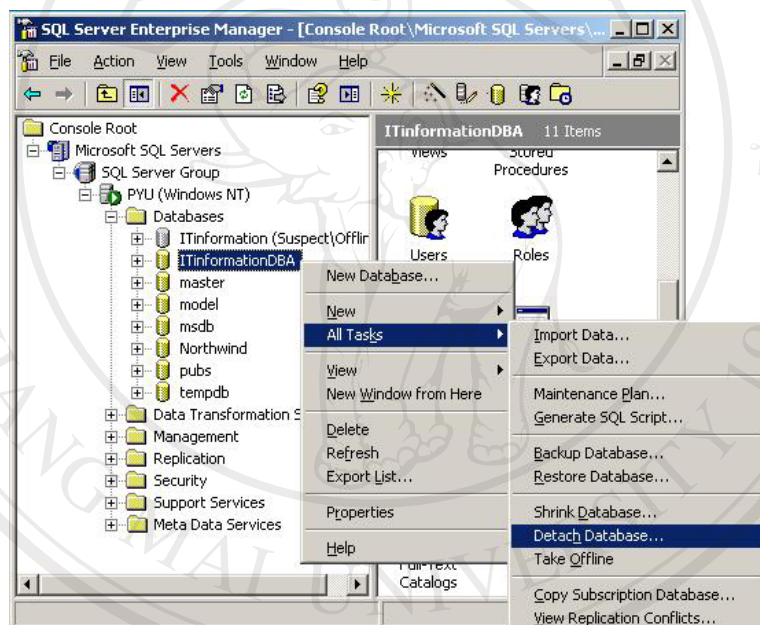 SQL Server Enterprise Manager - [Console Root\Microsoft SQL Servers\...
File Action View Tools Window Help
Console Root
Microsoft SQL Servers
SQL Server Group
PYU (Windows NT)
Databases
ITinformation (Suspect\Offlin
ITinformationDBA
master
model
msdb
Northwind
pubs
tempdb
Data Transformation S
Management
Replication
Security
Support Services
Meta Data Services
ITinformationDBA 11 Items
Views Stored
Procedures
Users Roles
Full-Text
Catalogs
New Database...
New
All Tasks
View
New Window from Here
Delete
Refresh
Export List...
Properties
Help
Import Data...
Export Data...
Maintenance Plan...
Generate SQL Script...
Backup Database...
Restore Database...
Shrink Database...
Detach Database...
Take Offline
Copy Subscription Database...
View Replication Conflicts...
ANG MAI UNIVERSITY 19